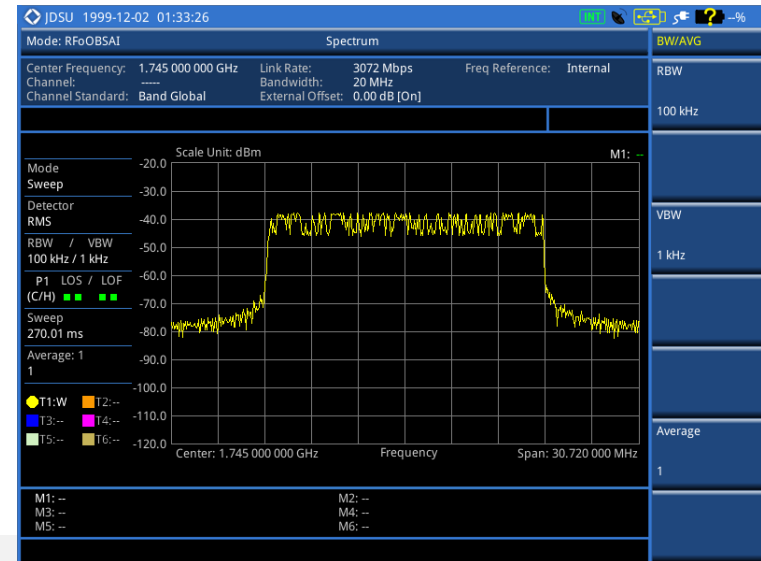 JDSU 1999-12-02 01:33:26 INT --%
Mode: RFoOBSAI Spectrum BW/AVG
Center Frequency: 1.745 000 000 GHz Link Rate: 3072 Mbps Freq Reference: Internal
Channel: ----- Bandwidth: 20 MHz
Channel Standard: Band Global External Offset: 0.00 dB [On]
RBW
100 kHz
Scale Unit: dBm M1: --
Mode
Sweep
Detector
RMS
RBW / VBW
100 kHz / 1 kHz
P1 LOS / LOF
(C/H)
Sweep
270.01 ms
Average: 1
1
T1:W T2:--
T3:-- T4:--
T5:-- T6:--
-20.0
-30.0
-40.0
-50.0
-60.0
-70.0
-80.0
-90.0
-100.0
-110.0
-120.0
Center: 1.745 000 000 GHz Frequency Span: 30.720 000 MHz
VBW
1 kHz
Average
1
M1: -- M2: --
M3: -- M4: --
M5: -- M6: --